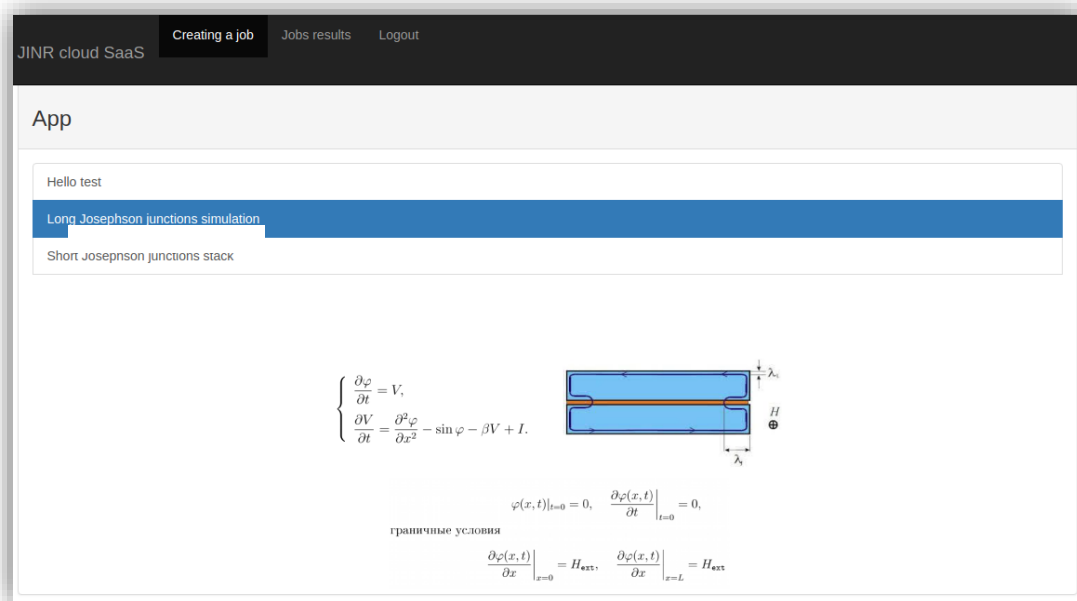 JINR cloud SaaS
Creating a job
Jobs results
Logout
App
Hello test
Long Josephson junctions simulation
Short Josephson junctions stack
∂φ/∂t = V,
∂V/∂t = ∂²φ/∂x² − sin φ − βV + I.
H
⊕
φ(x, t)|t=0 = 0, ∂φ(x, t)/∂t|t=0 = 0,
граничные условия
∂φ(x, t)/∂x|x=0 = Hext, ∂φ(x, t)/∂x|x=L = Hext